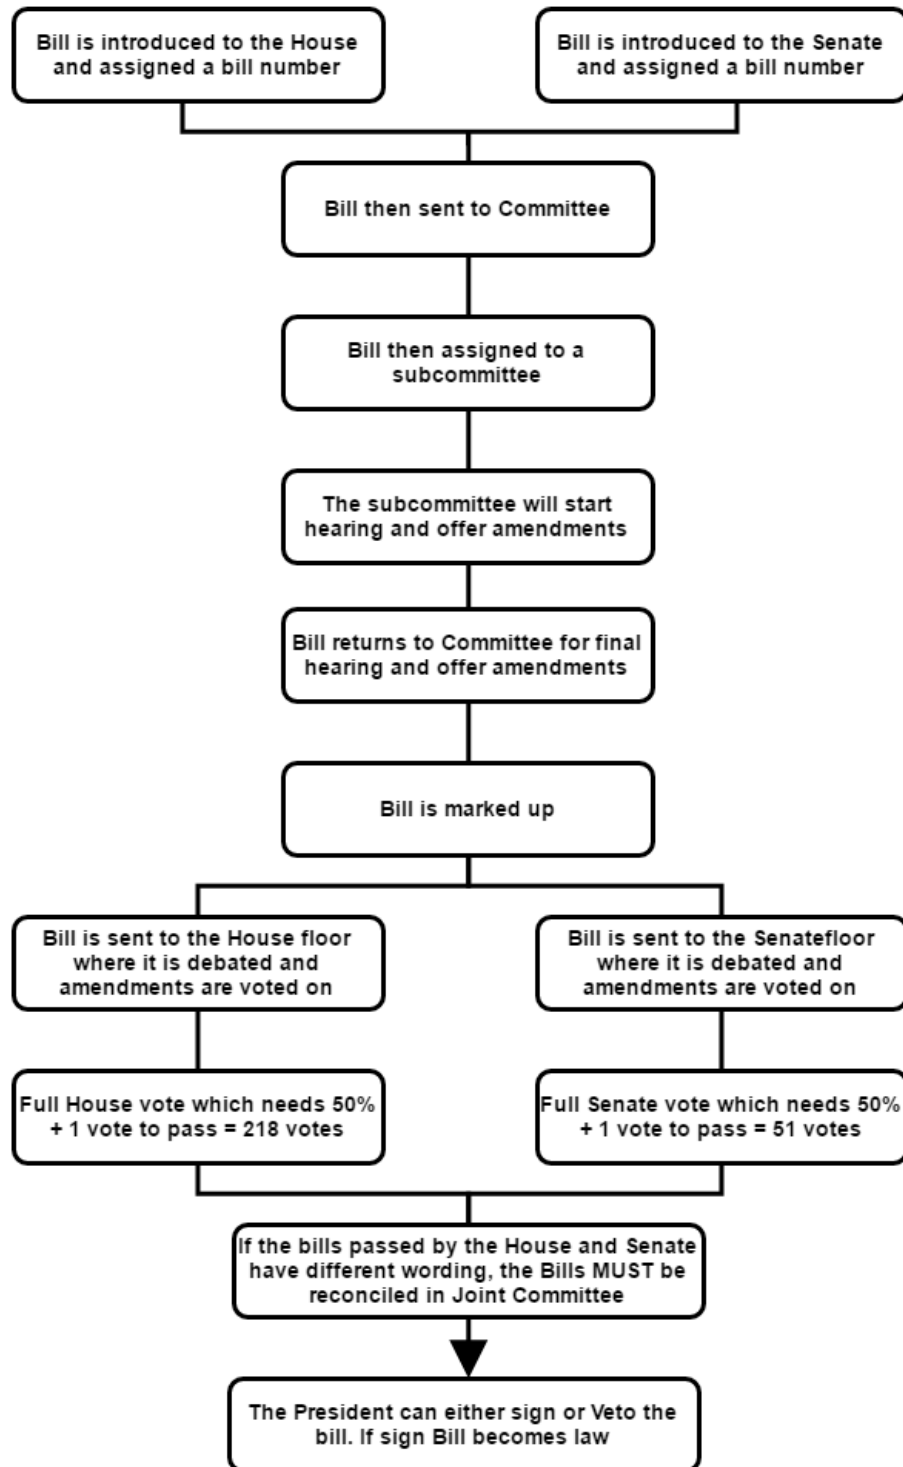 Bill is introduced to the House
and assigned a bill number
Bill is introduced to the Senate
and assigned a bill number
Bill then sent to Committee
Bill then assigned to a
subcommittee
The subcommittee will start
hearing and offer amendments
Bill returns to Committee for final
hearing and offer amendments
Bill is marked up
Bill is sent to the House floor
where it is debated and
amendments are voted on
Bill is sent to the Senatefloor
where it is debated and
amendments are voted on
Full House vote which needs 50%
+ 1 vote to pass = 218 votes
Full Senate vote which needs 50%
+ 1 vote to pass = 51 votes
If the bills passed by the House and Senate
have different wording, the Bills MUST be
reconciled in Joint Committee
The President can either sign or Veto the
bill. If sign Bill becomes law